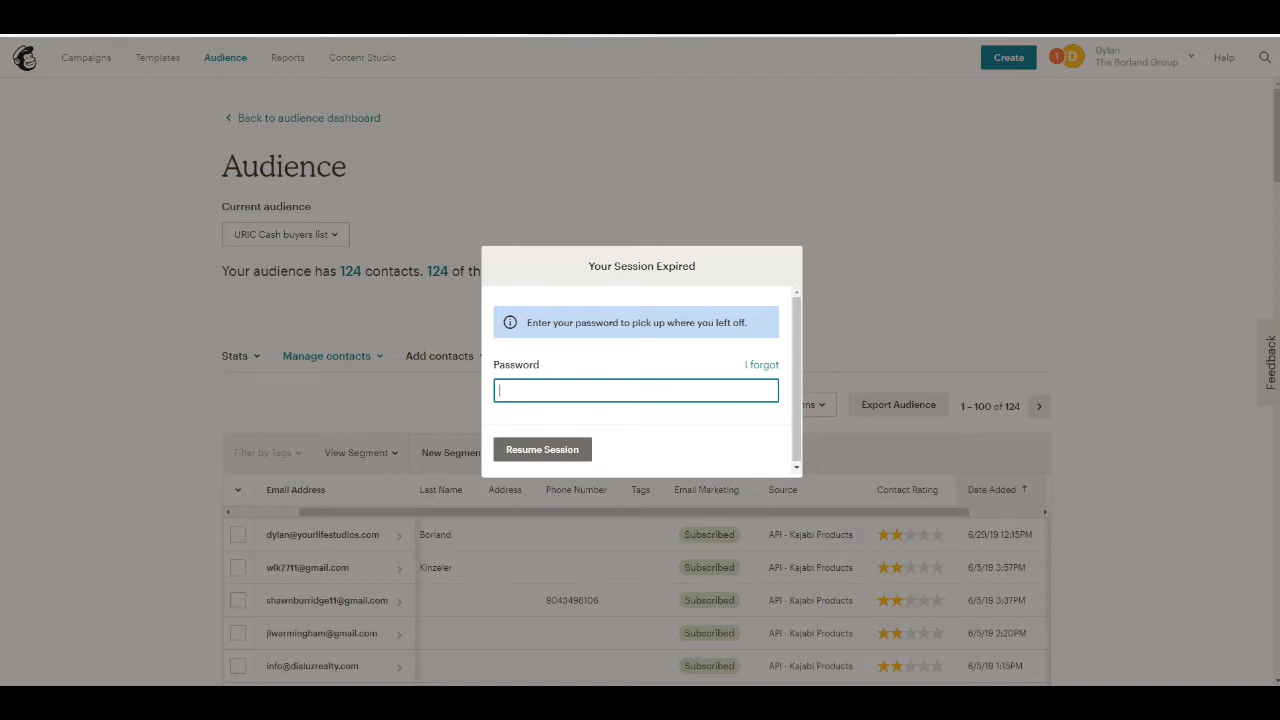 Campaigns Templates Audience Reports Content Studio Create 1 D Dylan Help
The Borland Group
Back to audience dashboard
Audience
Current audience
URIC Cash buyers list
Your audience has 124 contacts. 124 of th
Your Session Expired
Enter your password to pick up where you left off.
Password I forgot
Resume Session
Feedback
Stats Manage contacts Add contacts
ns Export Audience 1 - 100 of 124
Filter by Tags View Segment New Segmen
Email Address Last Name Address Phone Number Tags Email Marketing Source Contact Rating Date Added
dylan@yourlifestudios.com Borland Subscribed API - Kajabi Products 6/29/19 12:15PM
wlk7711@gmail.com Kinzeler Subscribed API - Kajabi Products 6/5/19 3:57PM
shawnburridge11@gmail.com 9043496106 Subscribed API - Kajabi Products 6/5/19 3:37PM
jlwarmingham@gmail.com Subscribed API - Kajabi Products 6/5/19 2:20PM
info@dialuzrealty.com Subscribed API - Kajabi Products 6/5/19 1:15PM